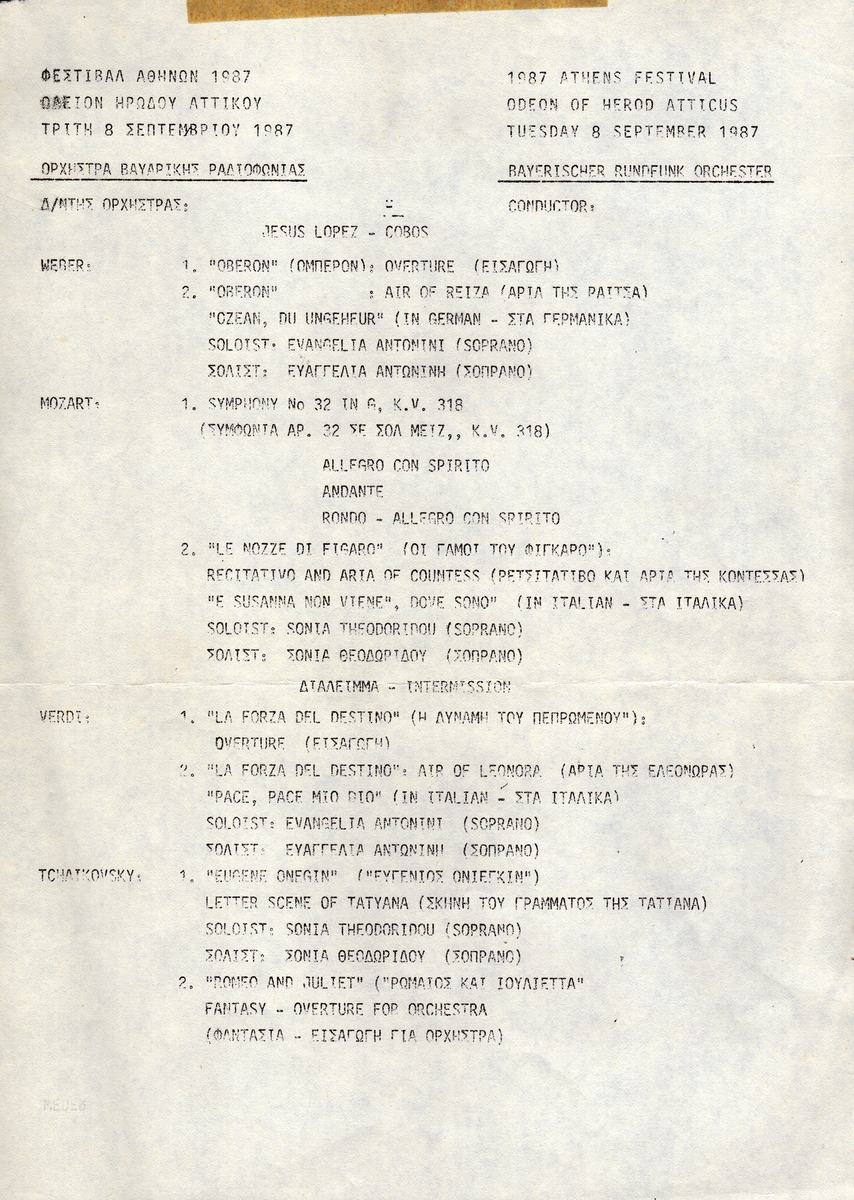 ΦΕΣΤΙΒΑΛ ΑΘΗΝΩΝ 1987
ΩΔΕΙΟΝ ΗΡΩΔΟΥ ΑΤΤΙΚΟΥ
ΤΡΙΤΗ 8 ΣΕΠΤΕΜΒΡΙΟΥ 1987
1987 ATHENS FESTIVAL
ODEON OF HEROD ATTICUS
TUESDAY 8 SEPTEMBER 1987
ΟΡΧΗΣΤΡΑ ΒΑΥΑΡΙΚΗΣ ΡΑΔΙΟΦΩΝΙΑΣ
BAYERISCHER RUNDFUNK ORCHESTER
Δ/ΝΤΗΣ ΟΡΧΗΣΤΡΑΣ:
CONDUCTOR:
JESUS LOPEZ - COBOS
WEBER: 1. "OBERON" (ΟΜΠΕΡΟΝ): OVERTURE (ΕΙΣΑΓΩΓΗ)
2. "OBERON" : AIR OF REIZA (ΑΡΙΑ ΤΗΣ ΡΑΙΤΣΑ)
"OZEAN, DU UNGEHEUR" (IN GERMAN - ΣΤΑ ΓΕΡΜΑΝΙΚΑ)
SOLOIST: EVANGELIA ANTONINI (SOPRANO)
ΣΟΛΙΣΤ: ΕΥΑΓΓΕΛΙΑ ΑΝΤΩΝΙΝΗ (ΣΟΠΡΑΝΟ)
MOZART: 1. SYMPHONY No 32 IN G, K.V. 318
(ΣΥΜΦΩΝΙΑ ΑΡ. 32 ΣΕ ΣΟΛ ΜΕΙΖ,, K.V. 318)
ALLEGRO CON SPIRITO
ANDANTE
RONDO - ALLEGRO CON SPIRITO
2. "LE NOZZE DI FIGARO" (ΟΙ ΓΑΜΟΙ ΤΟΥ ΦΙΓΚΑΡΟ"):
RECITATIVO AND ARIA OF COUNTESS (ΡΕΤΣΙΤΑΤΙΒΟ ΚΑΙ ΑΡΙΑ ΤΗΣ ΚΟΝΤΕΣΣΑΣ)
"E SUSANNA NON VIENE", DOVE SONO" (IN ITALIAN - ΣΤΑ ΙΤΑΛΙΚΑ)
SOLOIST: SONIA THEODORIDOU (SOPRANO)
ΣΟΛΙΣΤ: ΣΟΝΙΑ ΘΕΟΔΩΡΙΔΟΥ (ΣΟΠΡΑΝΟ)
ΔΙΑΛΕΙΜΜΑ - INTERMISSION
VERDI: 1. "LA FORZA DEL DESTINO" (Η ΔΥΝΑΜΗ ΤΟΥ ΠΕΠΡΩΜΕΝΟΥ"):
OVERTURE (ΕΙΣΑΓΩΓΗ)
2. "LA FORZA DEL DESTINO": AIR OF LEONORA (ΑΡΙΑ ΤΗΣ ΕΛΕΟΝΩΡΑΣ)
"PACE, PACE MIO DIO" (IN ITALIAN - ΣΤΑ ΙΤΑΛΙΚΑ)
SOLOIST: EVANGELIA ANTONINI (SOPRANO)
ΣΟΛΙΣΤ: ΕΥΑΓΓΕΛΙΑ ΑΝΤΩΝΙΝΗ (ΣΟΠΡΑΝΟ)
TCHAIKOVSKY: 1. "EUGENE ONEGIN" ("ΕΥΓΕΝΙΟΣ ΟΝΙΕΓΚΙΝ")
LETTER SCENE OF TATYANA (ΣΚΗΝΗ ΤΟΥ ΓΡΑΜΜΑΤΟΣ ΤΗΣ ΤΑΤΙΑΝΑ)
SOLOIST: SONIA THEODORIDOU (SOPRANO)
ΣΟΛΙΣΤ: ΣΟΝΙΑ ΘΕΟΔΩΡΙΔΟΥ (ΣΟΠΡΑΝΟ)
2. "ROMEO AND JULIET" ("ΡΩΜΑΙΟΣ ΚΑΙ ΙΟΥΛΙΕΤΤΑ"
FANTASY - OVERTURE FOR ORCHESTRA
(ΦΑΝΤΑΣΙΑ - ΕΙΣΑΓΩΓΗ ΓΙΑ ΟΡΧΗΣΤΡΑ)